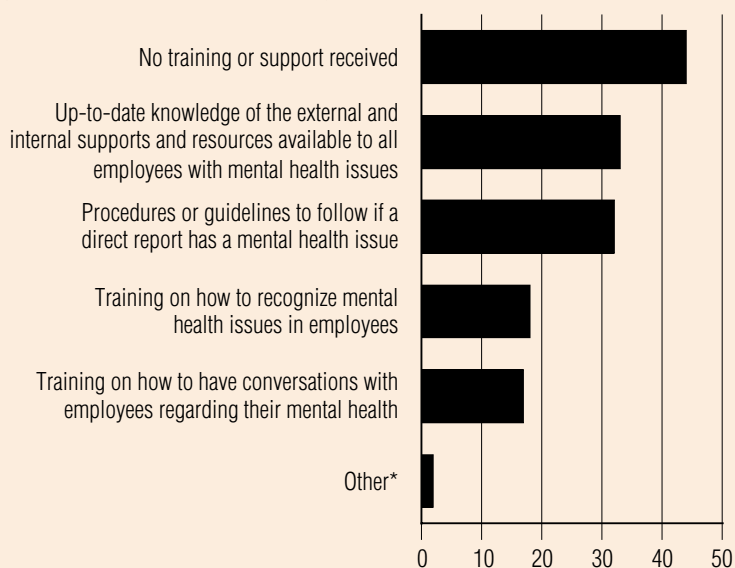 No training or support received
Up-to-date knowledge of the external and
internal supports and resources available to all
employees with mental health issues
Procedures or guidelines to follow if a
direct report has a mental health issue
Training on how to recognize mental
health issues in employees
Training on how to have conversations with
employees regarding their mental health
Other*
0 10 20 30 40 50